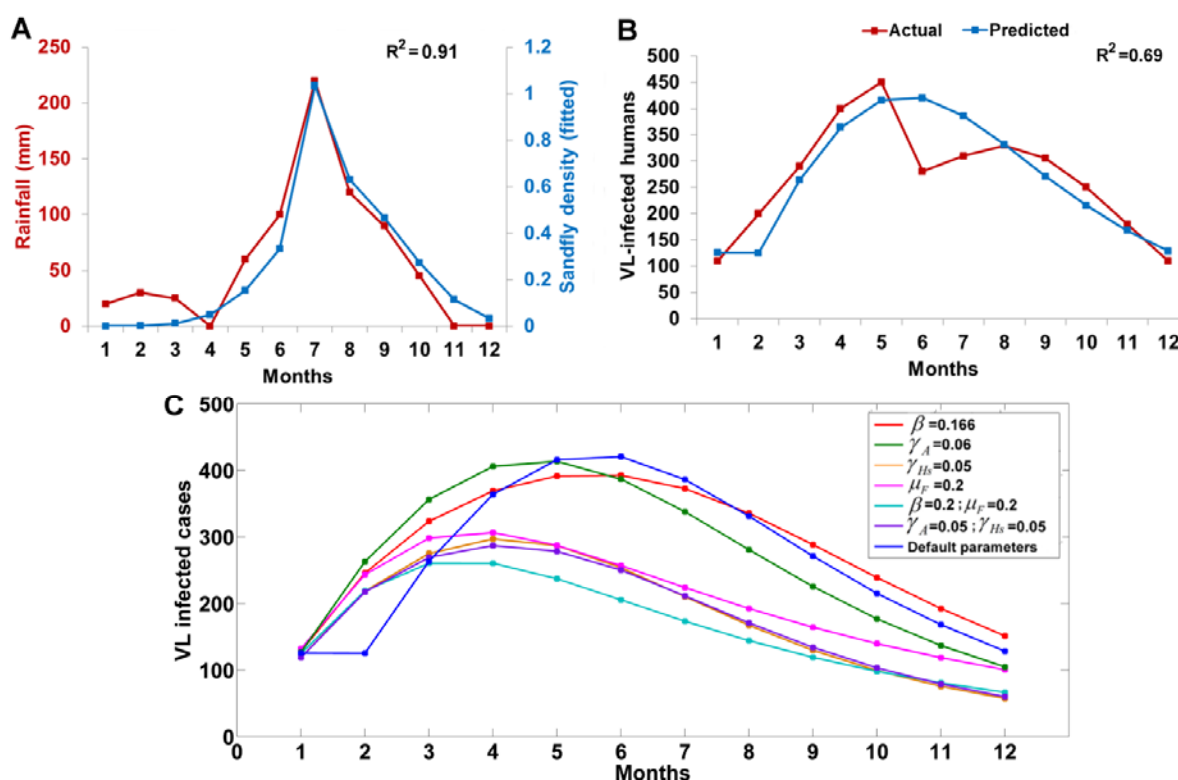 A
R²=0.91
Rainfall (mm)
250
200
150
100
50
0
1.2
1
0.8
0.6
0.4
0.2
0
Sandfly density (fitted)
1 2 3 4 5 6 7 8 9 10 11 12
Months
B
Actual Predicted
R²=0.69
VL-infected humans
500
450
400
350
300
250
200
150
100
50
0
1 2 3 4 5 6 7 8 9 10 11 12
Months
C
VL infected cases
500
400
300
200
100
0
β=0.166
γA=0.06
γHs=0.05
μF=0.2
β=0.2 ; μF=0.2
γA=0.05 ; γHs=0.05
Default parameters
0 1 2 3 4 5 6 7 8 9 10 11 12
Months